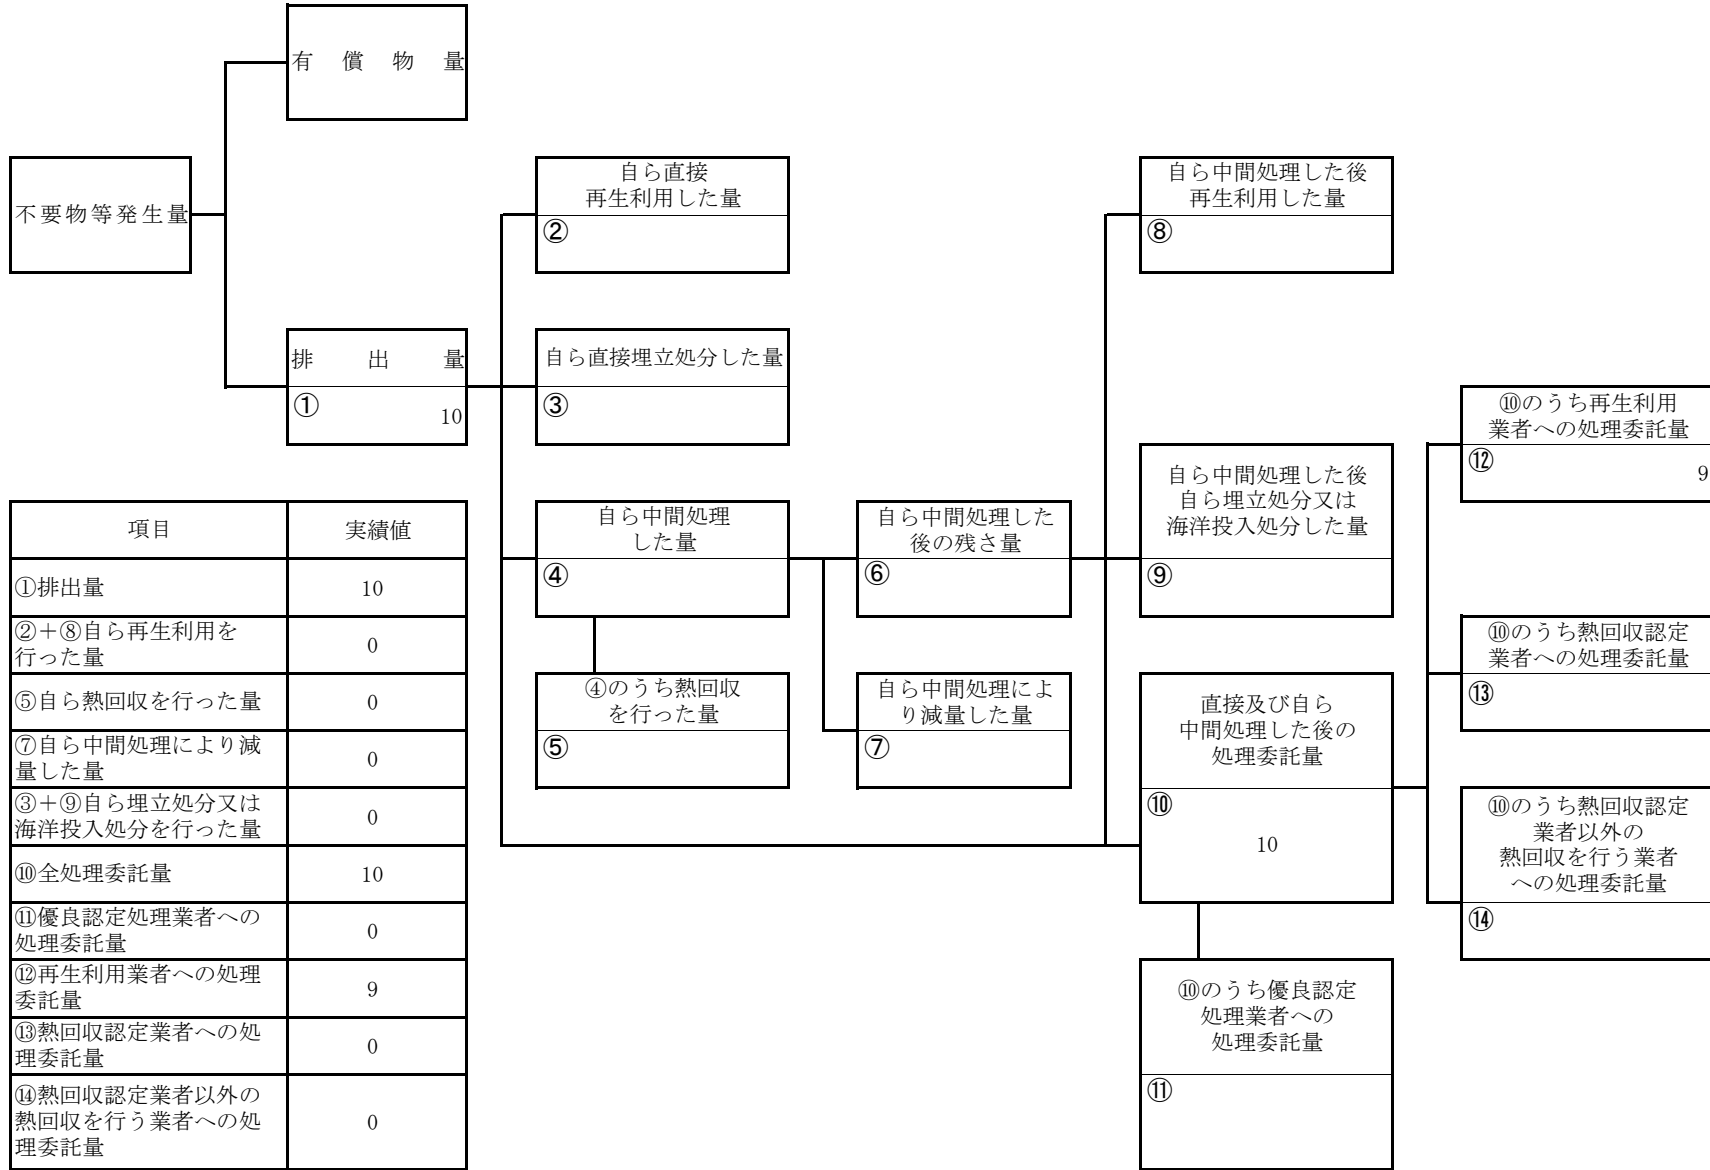 有償物量
不要物等発生量
排出量
①
10
自ら直接
再生利用した量
②
自ら直接埋立処分した量
③
自ら中間処理
した量
④
④のうち熱回収
を行った量
⑤
自ら中間処理した
後の残さ量
⑥
自ら中間処理によ
り減量した量
⑦
自ら中間処理した後
再生利用した量
⑧
自ら中間処理した後
自ら埋立処分又は
海洋投入処分した量
⑨
直接及び自ら
中間処理した後の
処理委託量
⑩
10
⑩のうち優良認定
処理業者への
処理委託量
⑪
⑩のうち再生利用
業者への処理委託量
⑫
9
⑩のうち熱回収認定
業者への処理委託量
⑬
⑩のうち熱回収認定
業者以外の
熱回収を行う業者
への処理委託量
⑭
項目 実績値
①排出量 10
②＋⑧自ら再生利用を
行った量 0
⑤自ら熱回収を行った量 0
⑦自ら中間処理により減
量した量 0
③＋⑨自ら埋立処分又は
海洋投入処分を行った量 0
⑩全処理委託量 10
⑪優良認定処理業者への
処理委託量 0
⑫再生利用業者への処理
委託量 9
⑬熱回収認定業者への処
理委託量 0
⑭熱回収認定業者以外の
熱回収を行う業者への処
理委託量 0